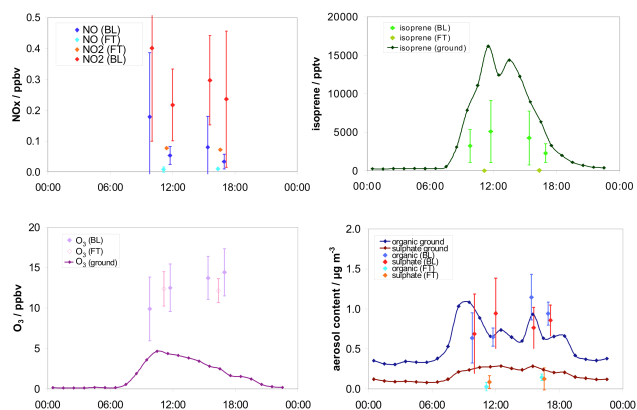 0.5
0.4
0.3
0.2
0.1
0.0
NOx / ppbv
NO (BL)
NO (FT)
NO2 (FT)
NO2 (BL)
00:00 06:00 12:00 18:00 00:00
20000
15000
10000
5000
0
isoprene / pptv
isoprene (BL)
isoprene (FT)
isoprene (ground)
00:00 06:00 12:00 18:00 00:00
20
15
10
5
0
O3 / ppbv
O3 (BL)
O3 (FT)
O3 (ground)
00:00 06:00 12:00 18:00 00:00
2.0
1.5
1.0
0.5
0.0
aerosol content / µg m-3
organic ground
sulphate ground
organic (BL)
sulphate (BL)
organic (FT)
sulphate (FT)
00:00 06:00 12:00 18:00 00:00